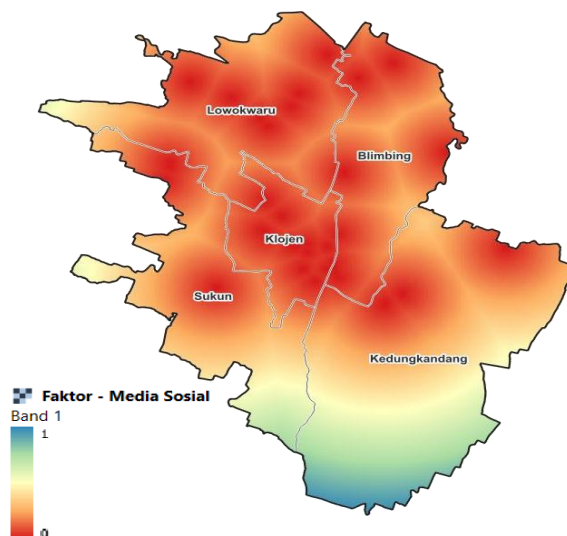 Lowokwaru
Blimbing
Klojen
Sukun
Kedungkandang
Faktor - Media Sosial
Band 1
1
0